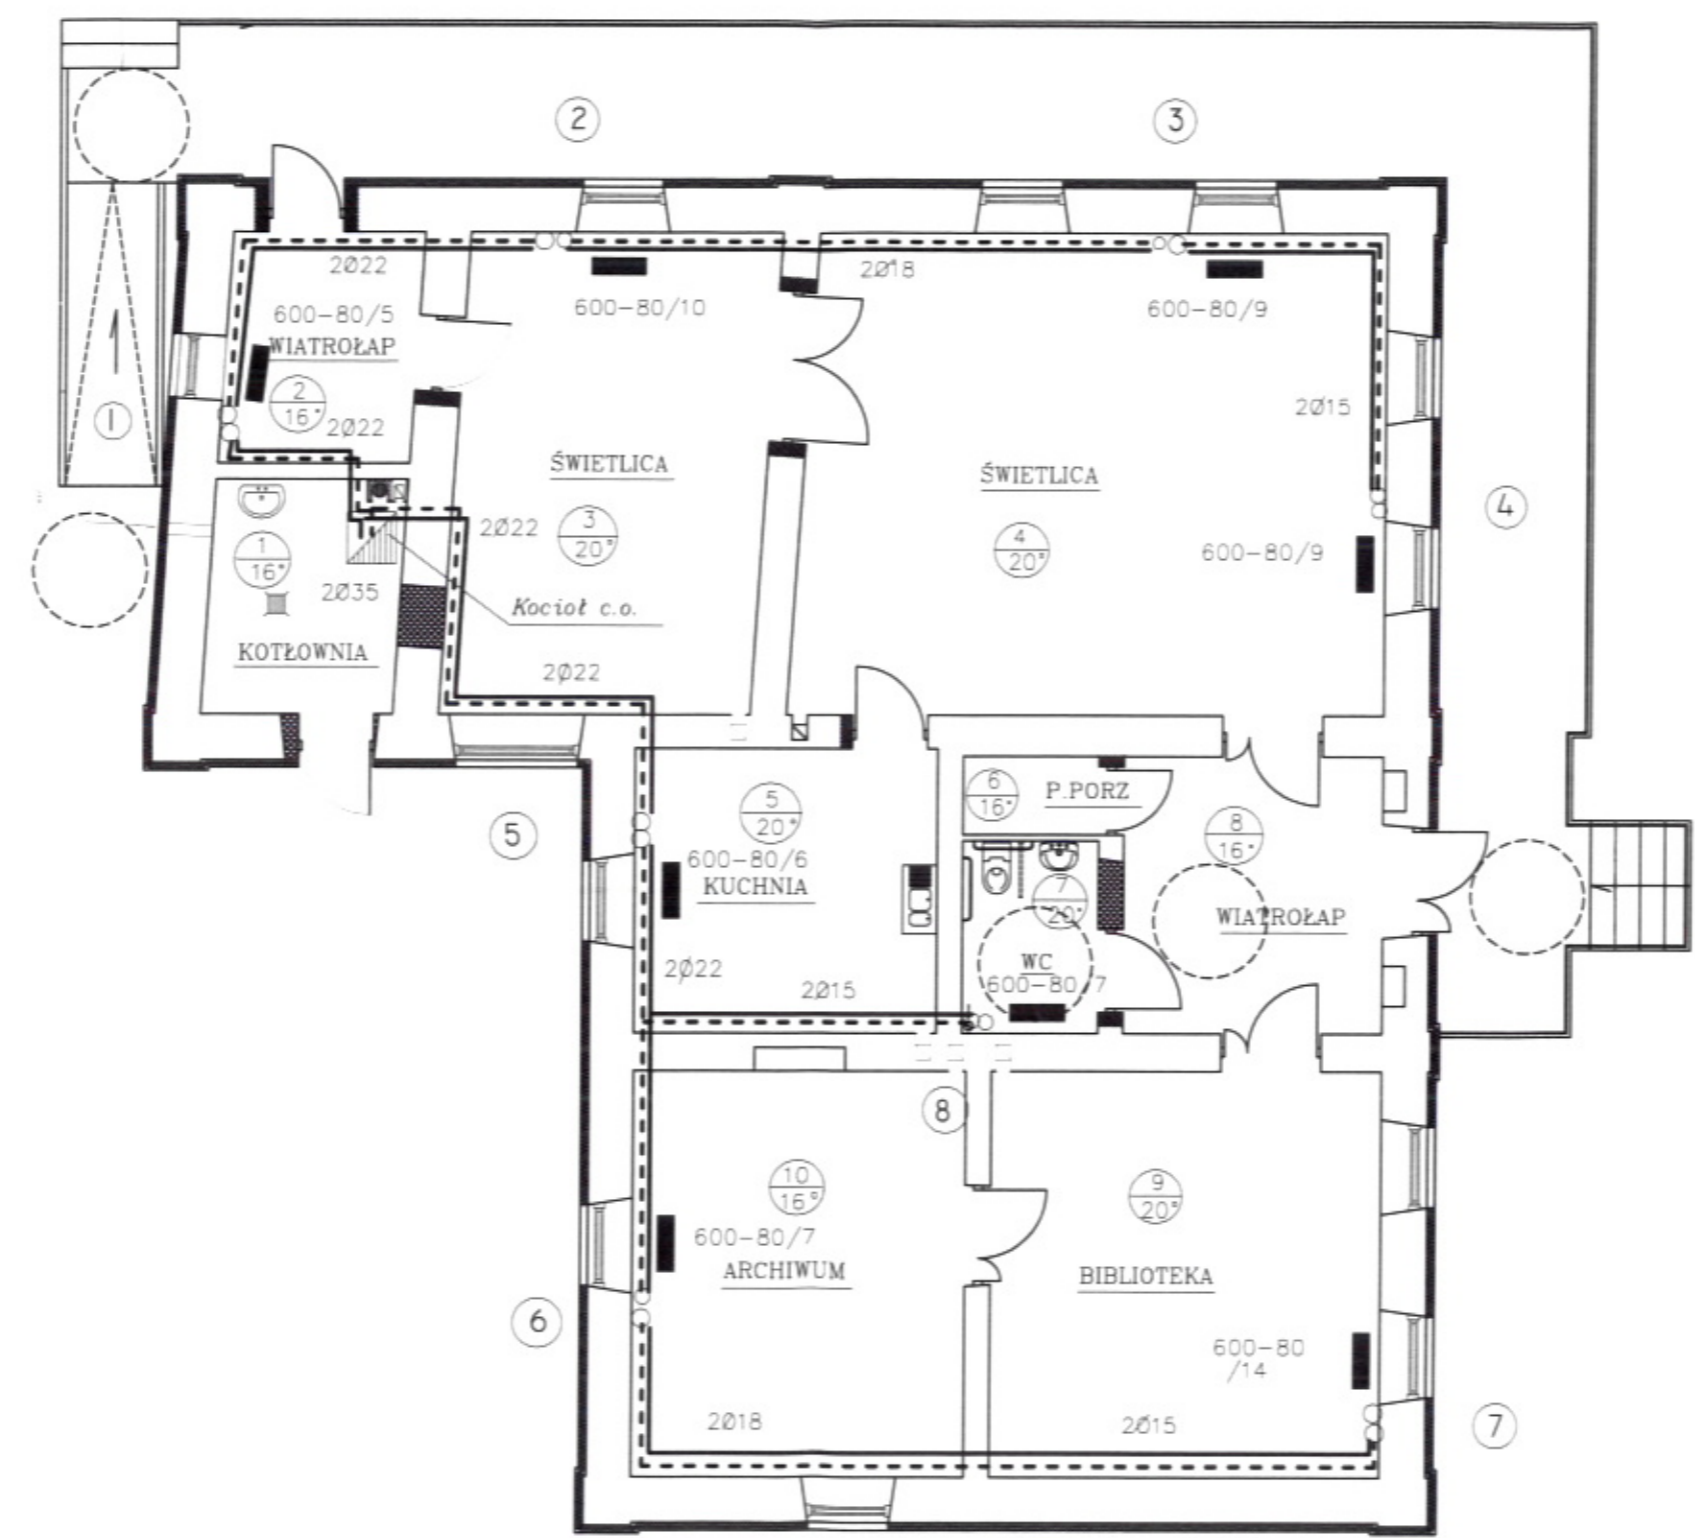 2
3
2Ø22
2Ø18
600-80/5
600-80/10
600-80/9
WIATROŁAP
2
16°
2Ø22
1
2Ø15
ŚWIETLICA
ŚWIETLICA
4
3
20°
2Ø22
4
20°
600-80/9
1
16°
2Ø35
Kocioł c.o.
KOTŁOWNIA
2Ø22
5
20°
6
16°
P.PORZ
8
16°
5
600-80/6
KUCHNIA
7
20°
WIATROŁAP
2Ø22
2Ø15
WC
600-80/7
8
10
16°
9
20°
600-80/7
ARCHIWUM
BIBLIOTEKA
6
600-80
/14
2Ø18
2Ø15
7